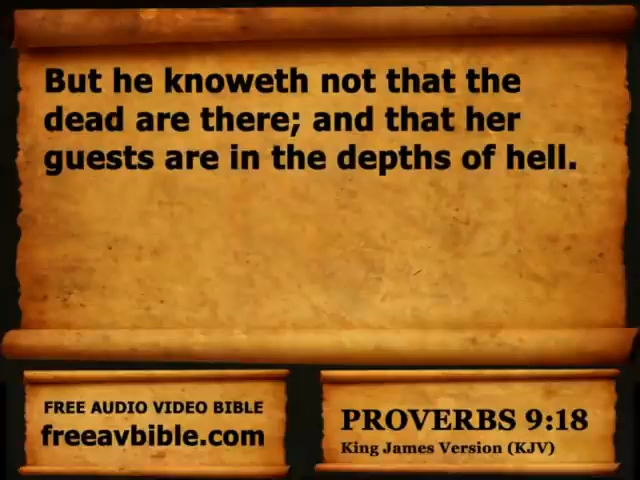 But he knoweth not that the
dead are there; and that her
guests are in the depths of hell.
FREE AUDIO VIDEO BIBLE
freeavbible.com
PROVERBS 9:18
King James Version (KJV)